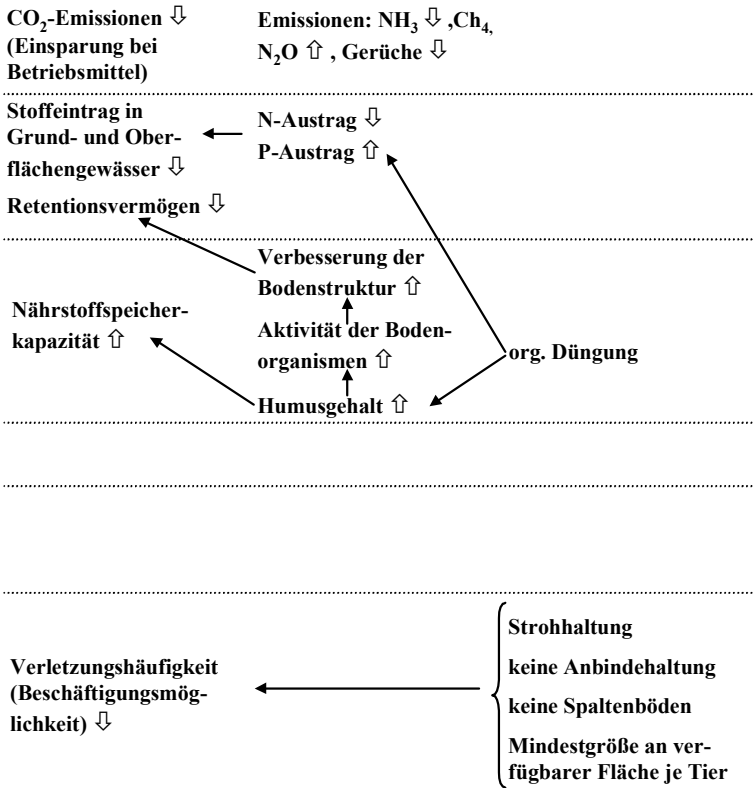 CO₂-Emissionen ⇩
(Einsparung bei
Betriebsmittel)
Emissionen: NH₃ ⇩ ,Ch₄,
N₂O ⇧ , Gerüche ⇩
Stoffeintrag in
Grund- und Ober-
flächengewässer ⇩
Retentionsvermögen ⇩
N-Austrag ⇩
P-Austrag ⇧
Verbesserung der
Bodenstruktur ⇧
Nährstoffspeicher-
kapazität ⇧
Aktivität der Boden-
organismen ⇧
Humusgehalt ⇧
org. Düngung
Verletzungshäufigkeit
(Beschäftigungsmög-
lichkeit) ⇩
Strohhaltung
keine Anbindehaltung
keine Spaltenböden
Mindestgröße an ver-
fügbarer Fläche je Tier